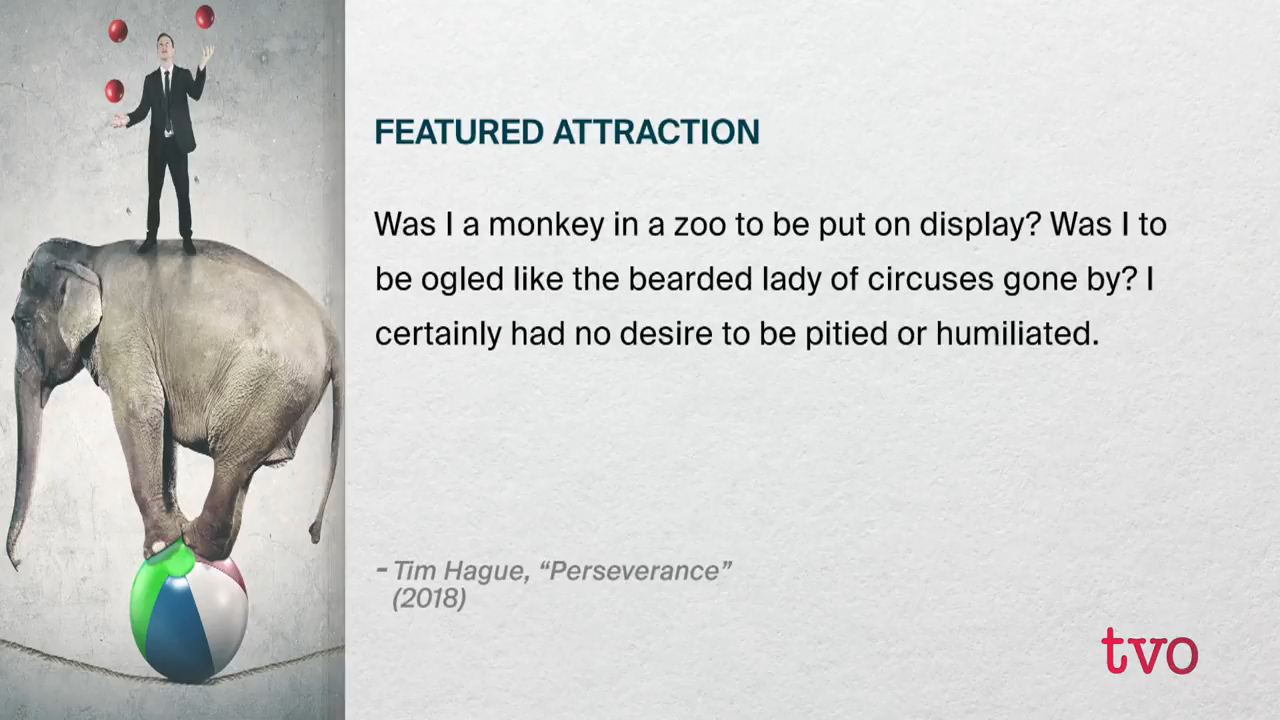 FEATURED ATTRACTION
Was I a monkey in a zoo to be put on display? Was I to
be ogled like the bearded lady of circuses gone by? I
certainly had no desire to be pitied or humiliated.
- Tim Hague, “Perseverance”
(2018)
tvo